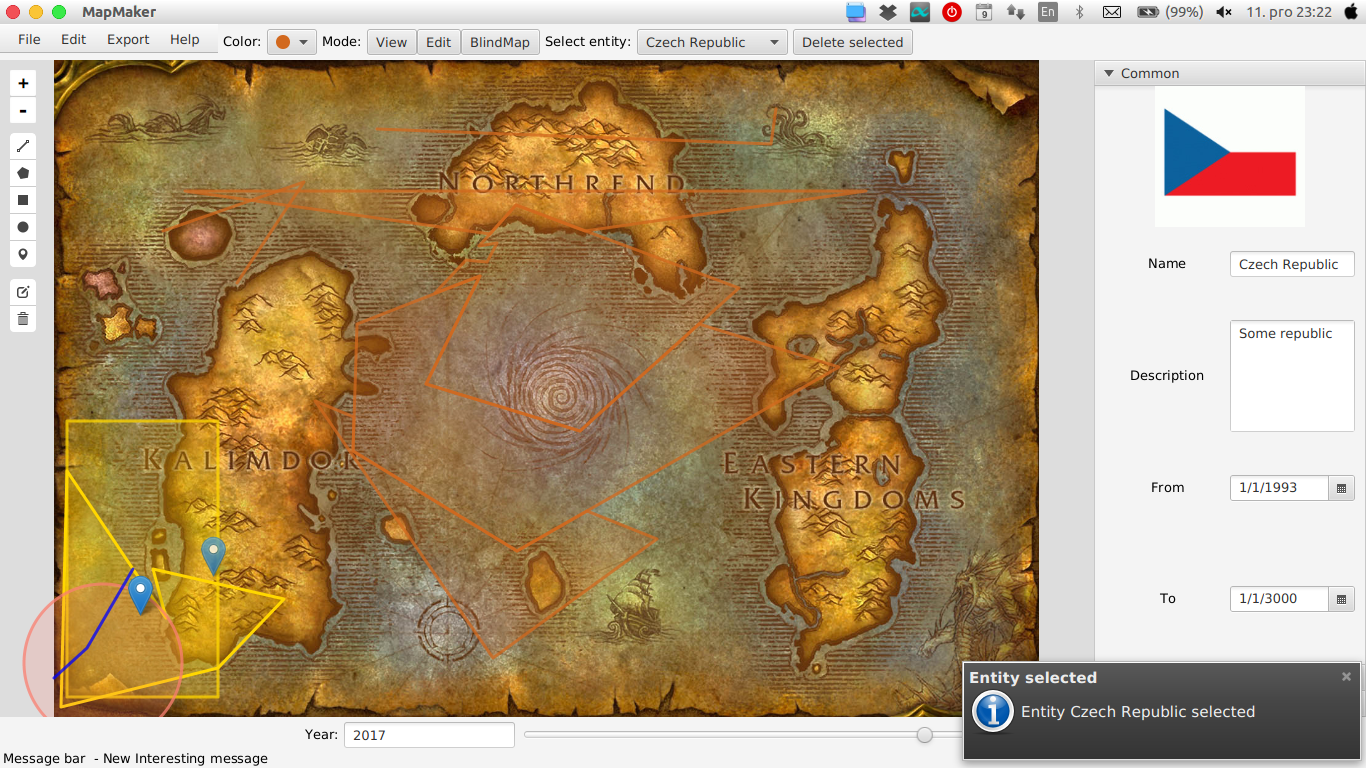 MapMaker
9
En
(99%)
11. pro 23:22
File Edit Export Help
Color:
Mode:
View
Edit
BlindMap
Select entity:
Czech Republic
Delete selected
+
-
Common
NORTHREND
KALIMDOR
EASTERN
KINGDOMS
Name
Czech Republic
Description
Some republic
From
1/1/1993
To
1/1/3000
Entity selected
×
Entity Czech Republic selected
Year:
2017
Message bar - New Interesting message